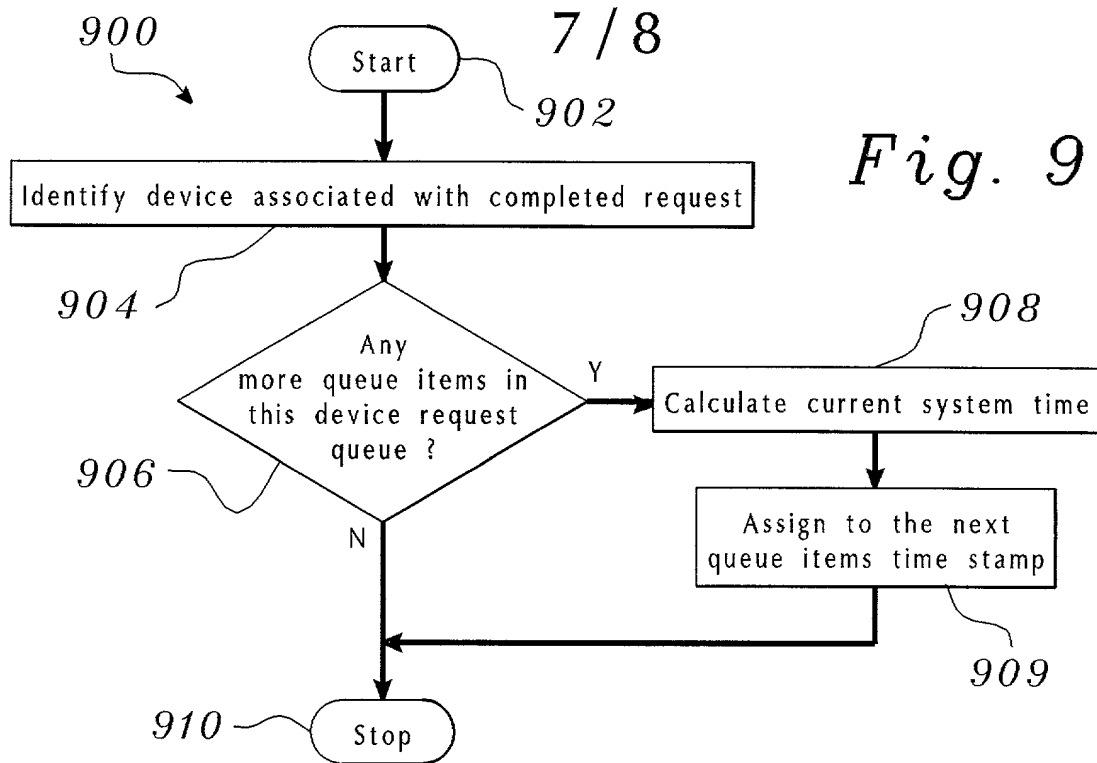 7/8
900
Start
902
Fig. 9
Identify device associated with completed request
904
908
Any
more queue items in
this device request
queue ?
Y
Calculate current system time
906
N
Assign to the next
queue items time stamp
909
910
Stop